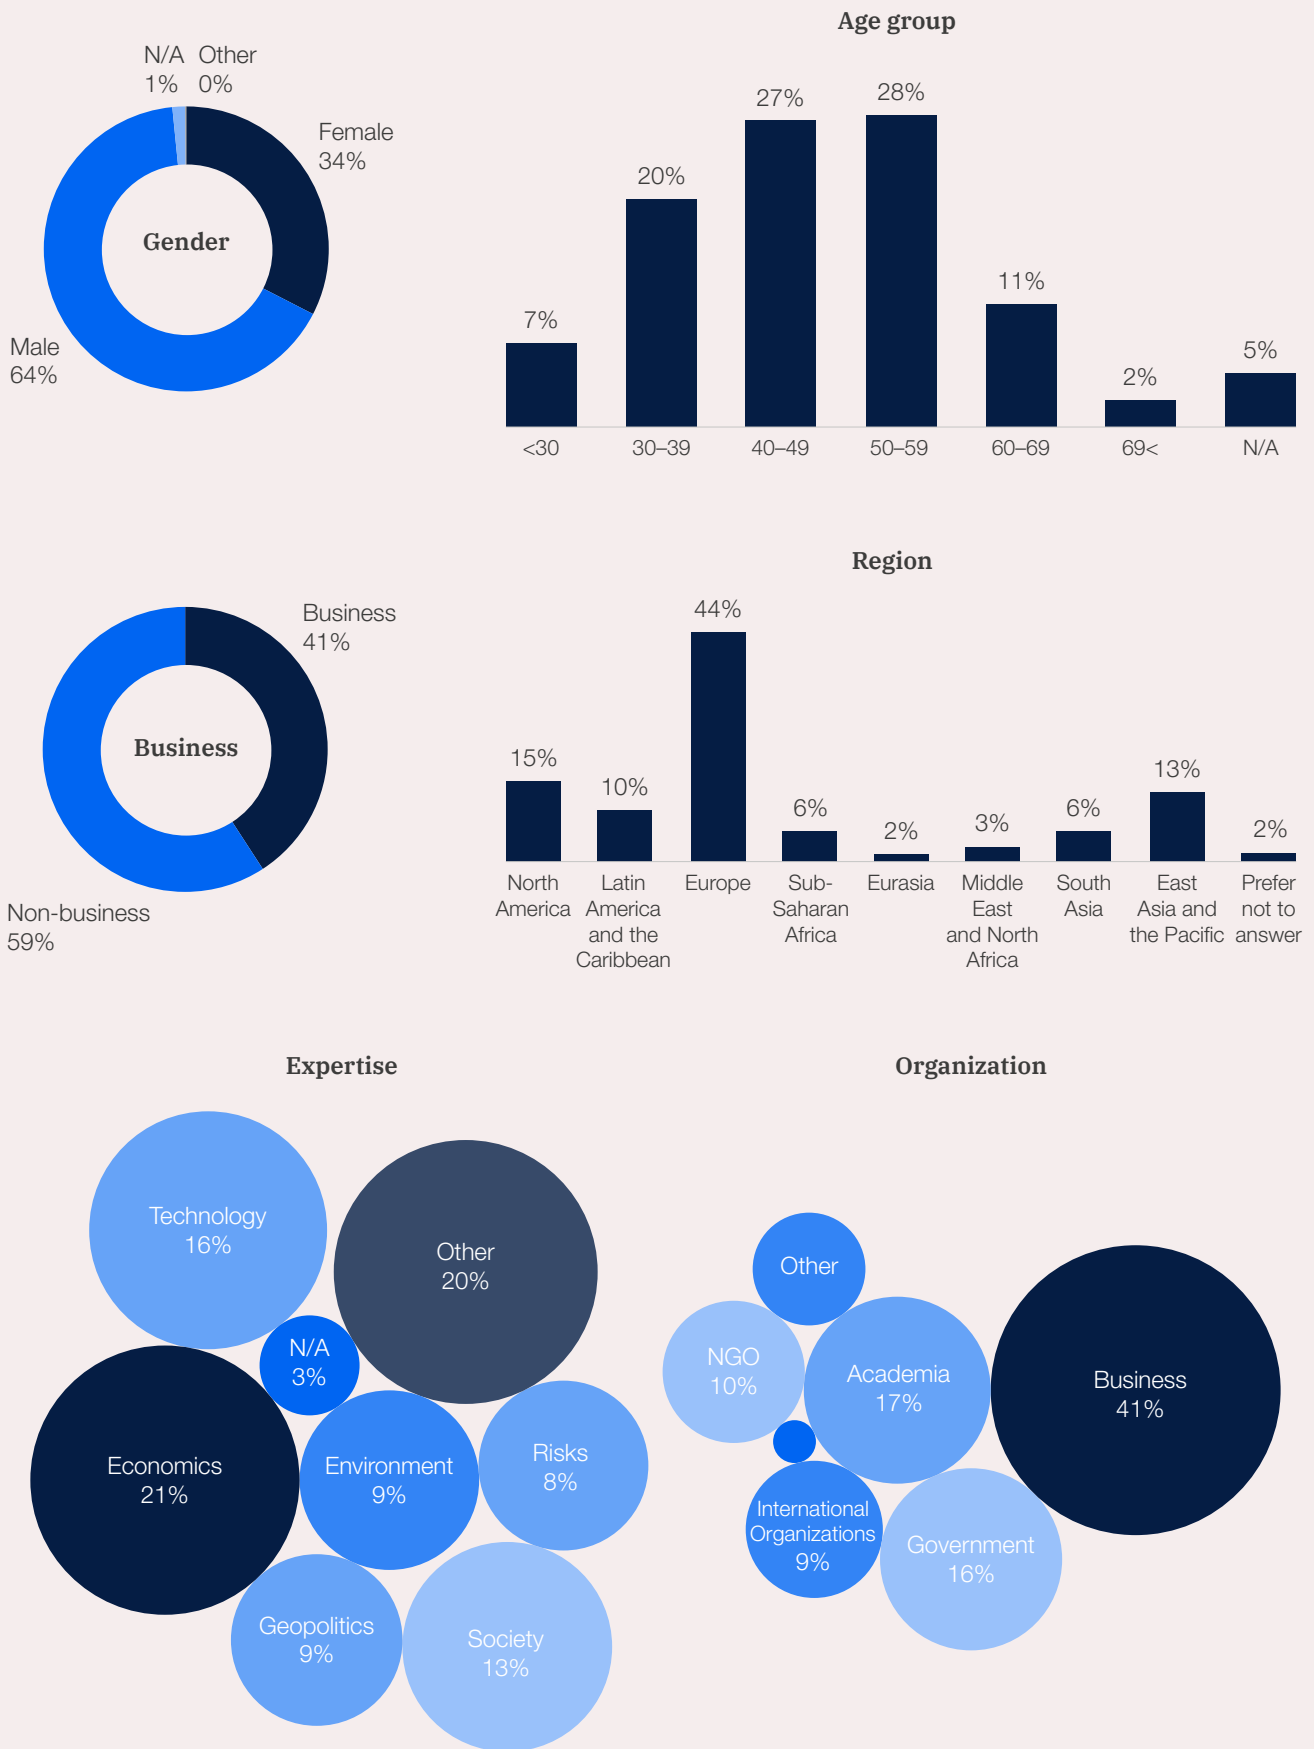 Age group
N/A Other
1% 0%
Female
34%
Gender
Male
64%
7%
20%
27%
28%
11%
2%
5%
<30
30–39
40–49
50–59
60–69
69<
N/A
Region
Business
41%
Business
Non-business
59%
15%
10%
44%
6%
2%
3%
6%
13%
2%
North
America
Latin
America
and the
Caribbean
Europe
Sub-
Saharan
Africa
Eurasia
Middle
East
and North
Africa
South
Asia
East
Asia and
the Pacific
Prefer
not to
answer
Expertise
Technology
16%
Other
20%
N/A
3%
Economics
21%
Environment
9%
Risks
8%
Geopolitics
9%
Society
13%
Organization
Other
NGO
10%
Academia
17%
Business
41%
International
Organizations
9%
Government
16%